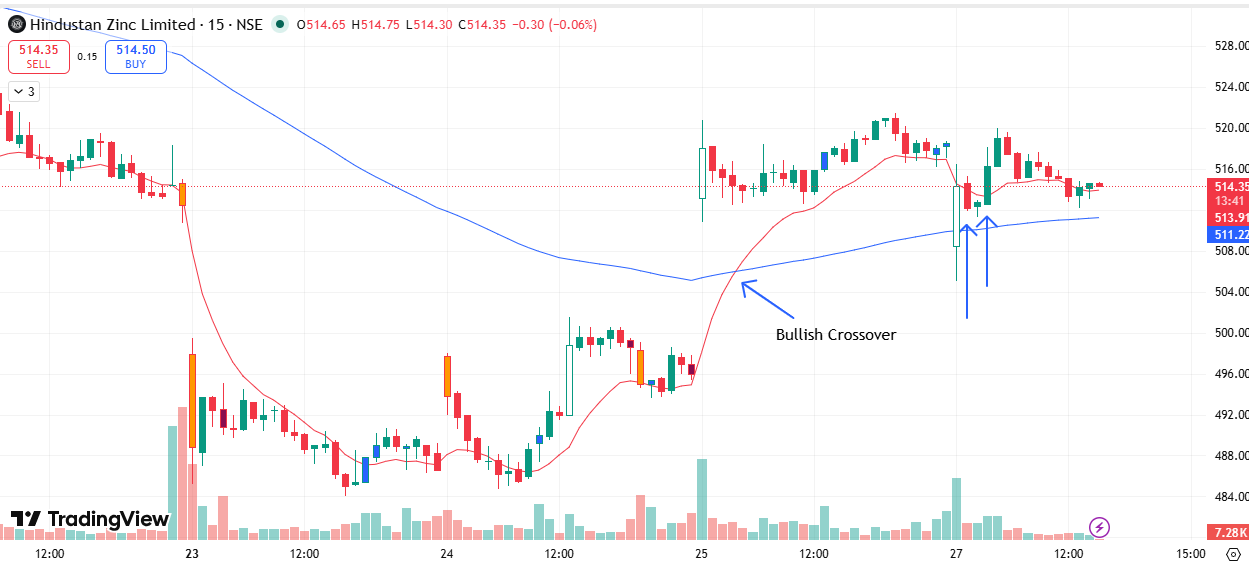 Hindustan Zinc Limited · 15 · NSE O514.65 H514.75 L514.30 C514.35 −0.30 (−0.06%)
514.35 SELL
0.15
514.50 BUY
3
528.00
524.00
520.00
516.00
514.35
13:41
513.91
511.22
508.00
504.00
500.00
496.00
492.00
488.00
484.00
7.28K
Bullish Crossover
TradingView
12:00 23 12:00 24 12:00 25 12:00 27 12:00 15:00